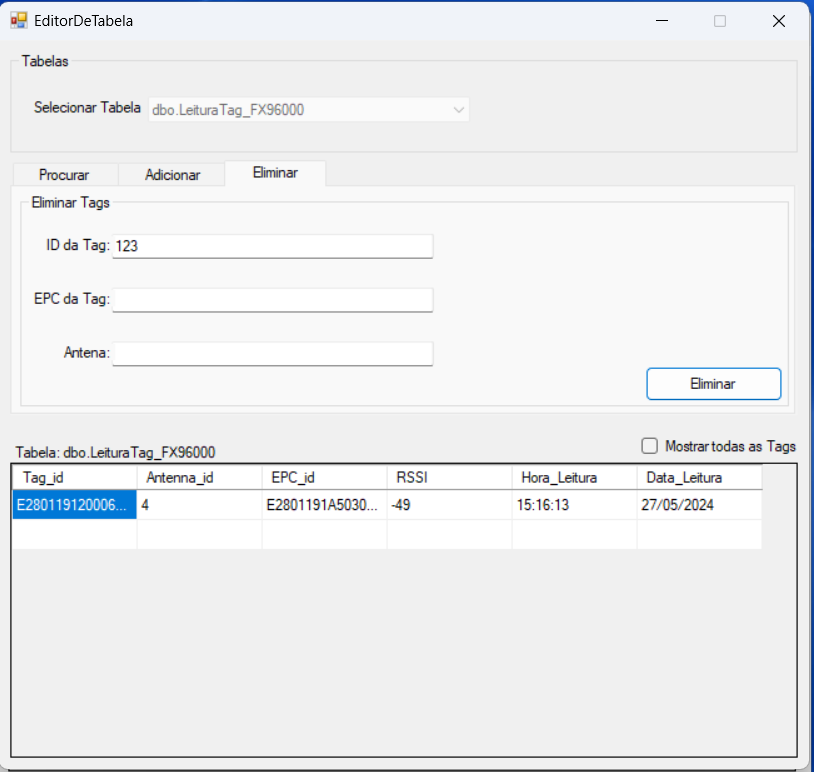 EditorDeTabela
Tabelas
Selecionar Tabela dbo.LeituraTag_FX96000
Procurar Adicionar Eliminar
Eliminar Tags
ID da Tag: 123
EPC da Tag:
Antena:
Eliminar
Mostrar todas as Tags
Tabela: dbo.LeituraTag_FX96000
Tag_id Antenna_id EPC_id RSSI Hora_Leitura Data_Leitura
E280119120006... 4 E2801191A5030... -49 15:16:13 27/05/2024